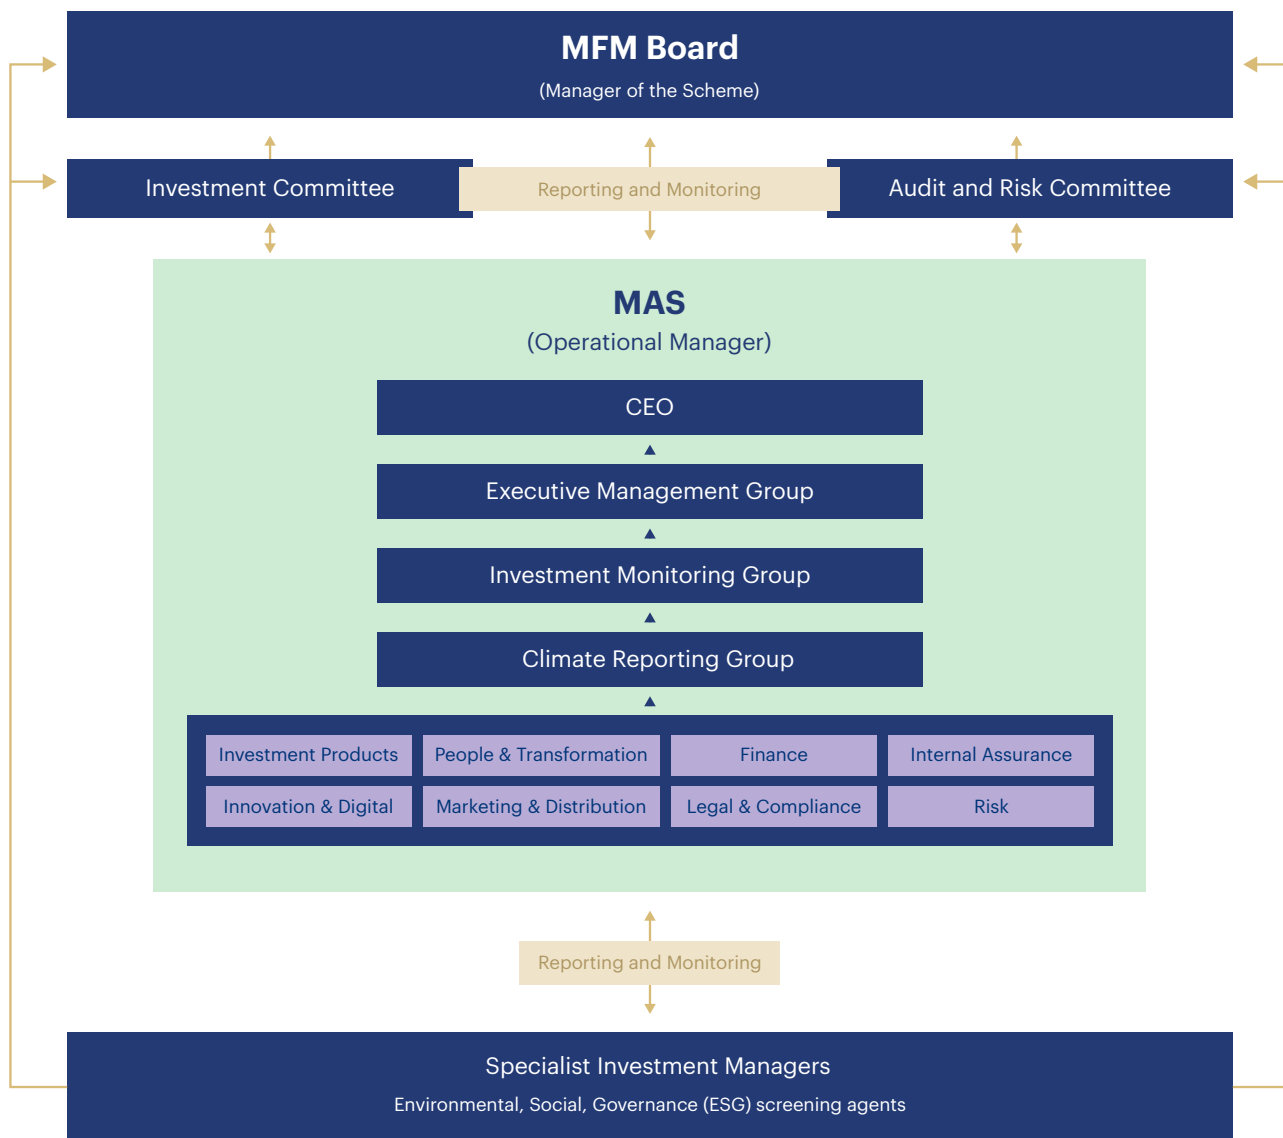 MFM Board
(Manager of the Scheme)
Investment Committee
Reporting and Monitoring
Audit and Risk Committee
MAS
(Operational Manager)
CEO
Executive Management Group
Investment Monitoring Group
Climate Reporting Group
Investment Products
People & Transformation
Finance
Internal Assurance
Innovation & Digital
Marketing & Distribution
Legal & Compliance
Risk
Reporting and Monitoring
Specialist Investment Managers
Environmental, Social, Governance (ESG) screening agents